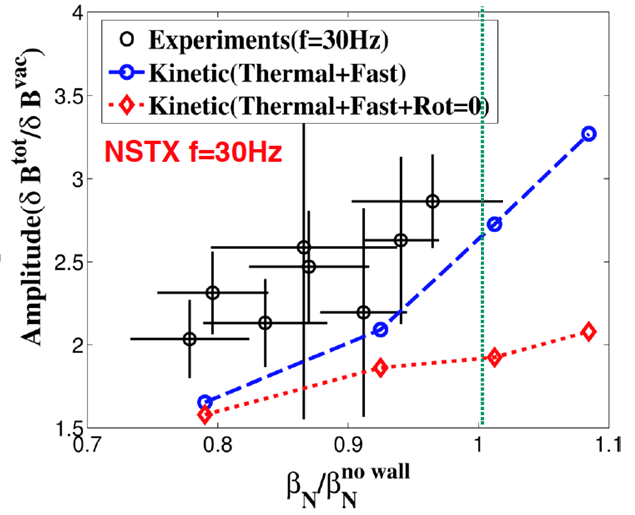 4
3.5
3
2.5
2
1.5
Amplitude(δ B^tot/δ B^vac)
Experiments(f=30Hz)
Kinetic(Thermal+Fast)
Kinetic(Thermal+Fast+Rot=0)
NSTX f=30Hz
0.7 0.8 0.9 1 1.1
β_N/β_N^no wall